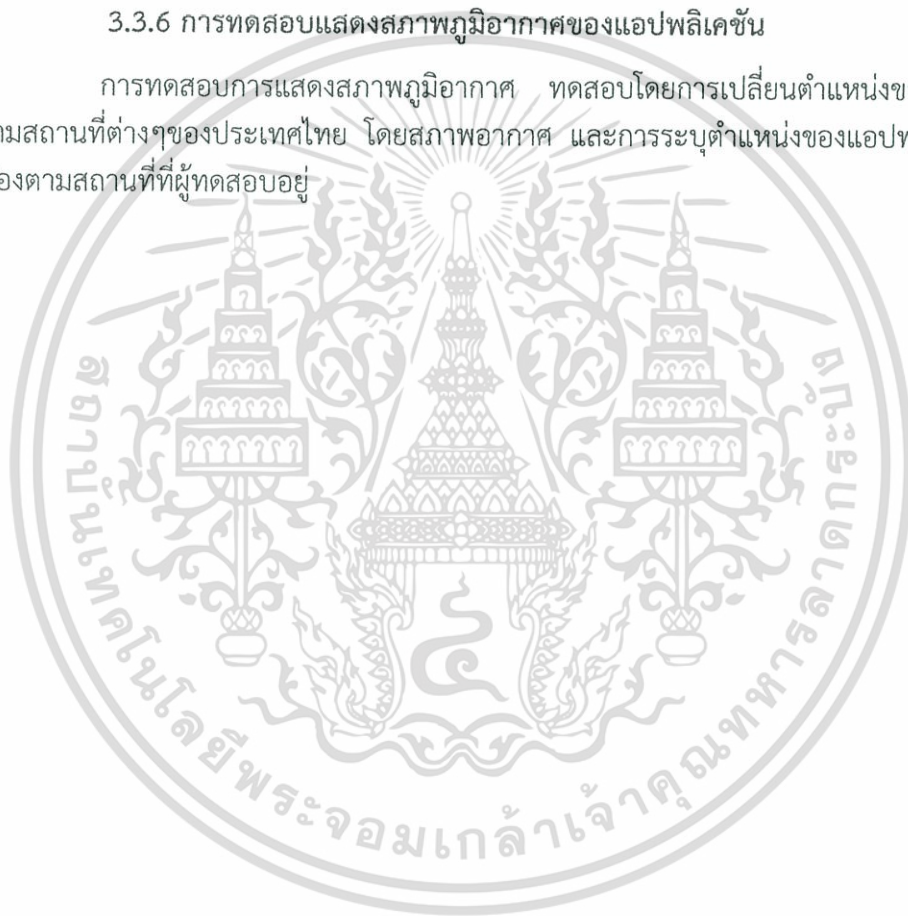 3.3.6 การทดสอบแสดงสภาพภูมิอากาศของแอปพลิเคชัน
การทดสอบการแสดงสภาพภูมิอากาศ ทดสอบโดยการเปลี่ยนตำแหน่งข
ามสถานที่ต่างๆของประเทศไทย โดยสภาพอากาศ และการระบุตำแหน่งของแอปพ
องตามสถานที่ที่ผู้ทดสอบอยู่
สถาบันเทคโนโลยีพระจอมเกล้าเจ้าคุณทหารลาดกระบัง
๔